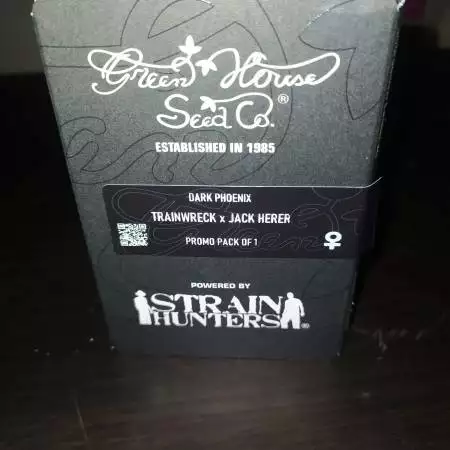 Green House
Seed Co.®
ESTABLISHED IN 1985
DARK PHOENIX
TRAINWRECK x JACK HERER
PROMO PACK OF 1
♀
POWERED BY
STRAIN
HUNTERS®